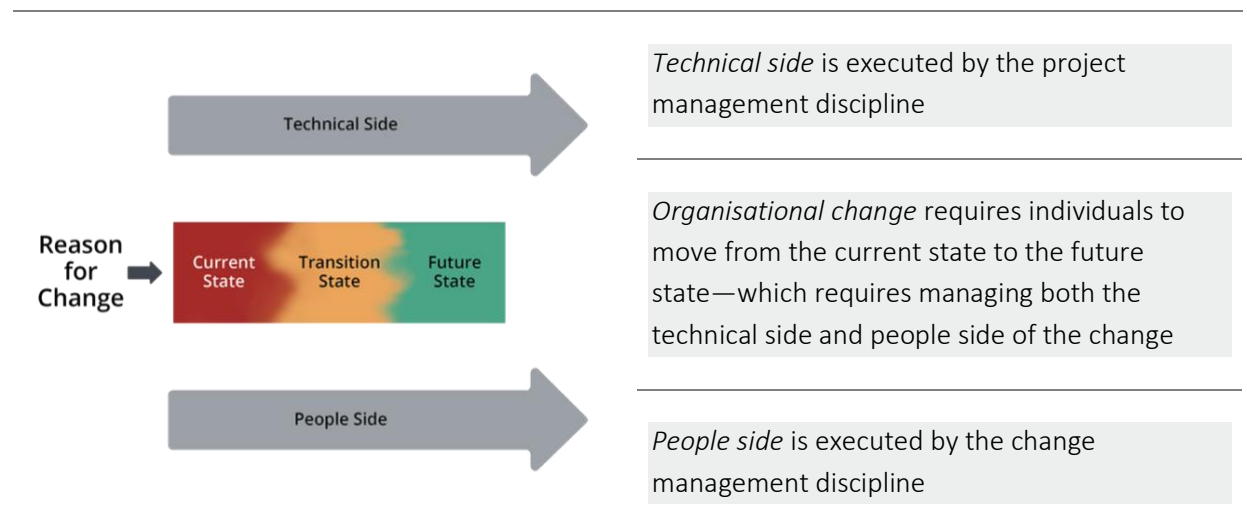 Technical Side
Technical side is executed by the project
management discipline
Reason
for
Change
Current
State
Transition
State
Future
State
Organisational change requires individuals to
move from the current state to the future
state—which requires managing both the
technical side and people side of the change
People Side
People side is executed by the change
management discipline